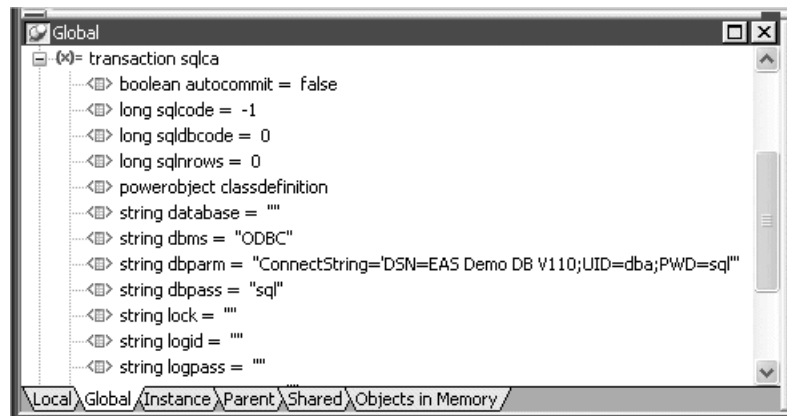 Global
(x)= transaction sqlca
boolean autocommit = false
long sqlcode = -1
long sqldbcode = 0
long sqlnrows = 0
powerobject classdefinition
string database = ""
string dbms = "ODBC"
string dbparm = "ConnectString='DSN=EAS Demo DB V110;UID=dba;PWD=sql'"
string dbpass = "sql"
string lock = ""
string logid = ""
string logpass = ""
Local Global Instance Parent Shared Objects in Memory